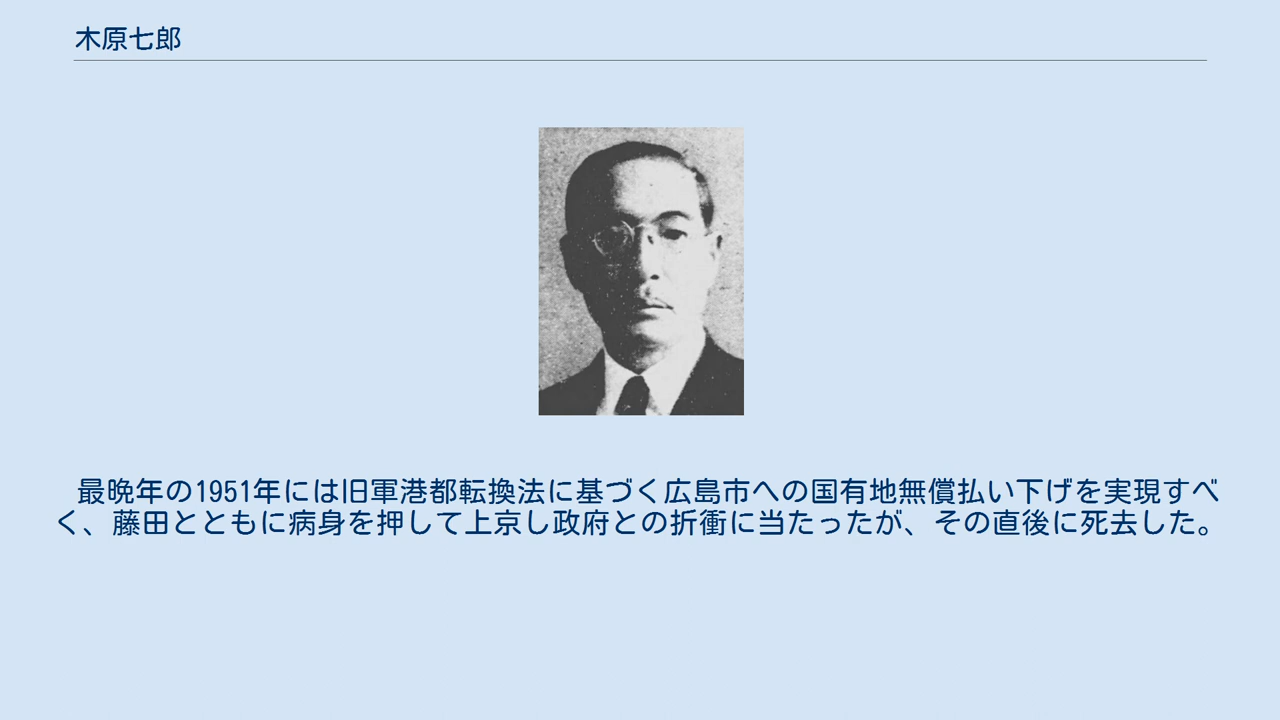 木原七郎
最晩年の1951年には旧軍港都転換法に基づく広島市への国有地無償払い下げを実現すべ
く、藤田とともに病身を押して上京し政府との折衝に当たったが、その直後に死去した。